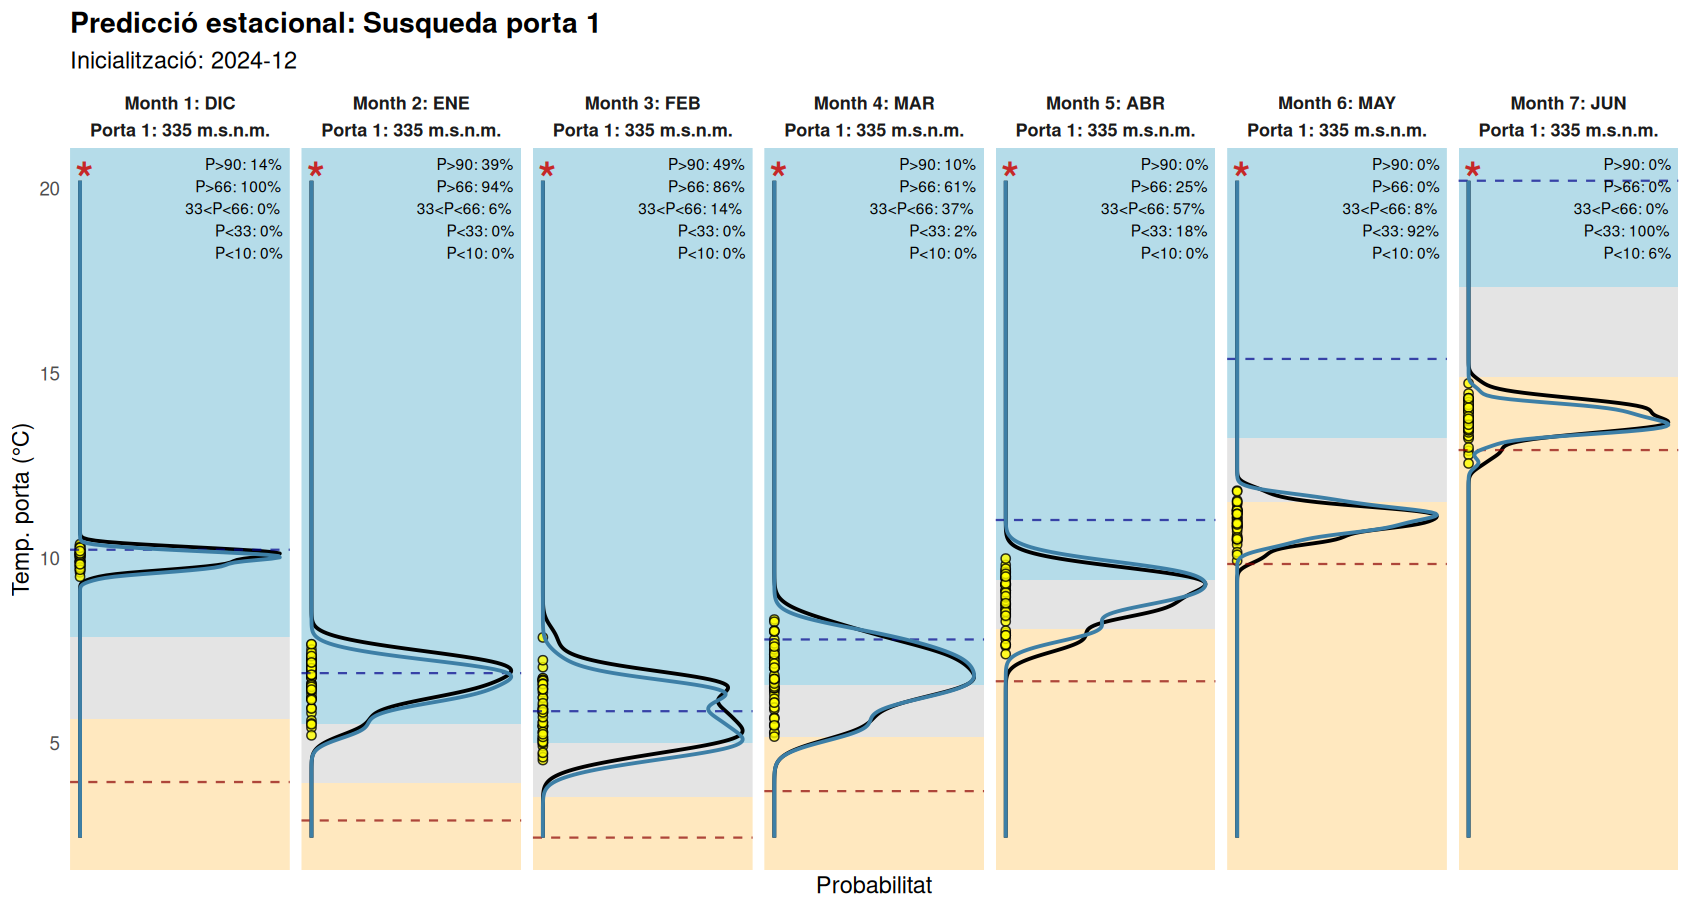 Predicció estacional: Susqueda porta 1
Inicialització: 2024-12
Month 1: DIC
Porta 1: 335 m.s.n.m.
Month 2: ENE
Porta 1: 335 m.s.n.m.
Month 3: FEB
Porta 1: 335 m.s.n.m.
Month 4: MAR
Porta 1: 335 m.s.n.m.
Month 5: ABR
Porta 1: 335 m.s.n.m.
Month 6: MAY
Porta 1: 335 m.s.n.m.
Month 7: JUN
Porta 1: 335 m.s.n.m.
*
P>90: 14%
P>66: 100%
33<P<66: 0%
P<33: 0%
P<10: 0%
*
P>90: 39%
P>66: 94%
33<P<66: 6%
P<33: 0%
P<10: 0%
*
P>90: 49%
P>66: 86%
33<P<66: 14%
P<33: 0%
P<10: 0%
*
P>90: 10%
P>66: 61%
33<P<66: 37%
P<33: 2%
P<10: 0%
*
P>90: 0%
P>66: 25%
33<P<66: 57%
P<33: 18%
P<10: 0%
*
P>90: 0%
P>66: 0%
33<P<66: 8%
P<33: 92%
P<10: 0%
*
P>90: 0%
P>66: 0%
33<P<66: 0%
P<33: 100%
P<10: 6%
20
15
10
5
Temp. porta (°C)
Probabilitat